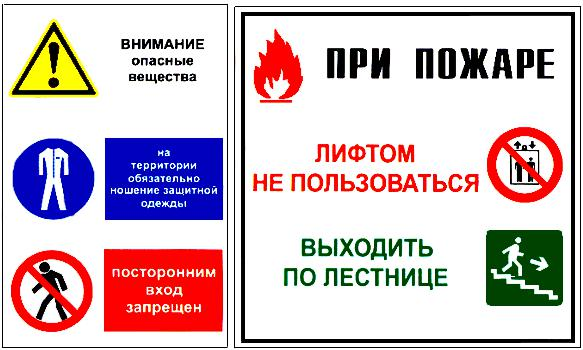 ВНИМАНИЕ
опасные
вещества
на
территории
обязательно
ношение защитной
одежды
посторонним
вход
запрещен
ПРИ ПОЖАРЕ
ЛИФТОМ
НЕ ПОЛЬЗОВАТЬСЯ
ВЫХОДИТЬ
ПО ЛЕСТНИЦЕ